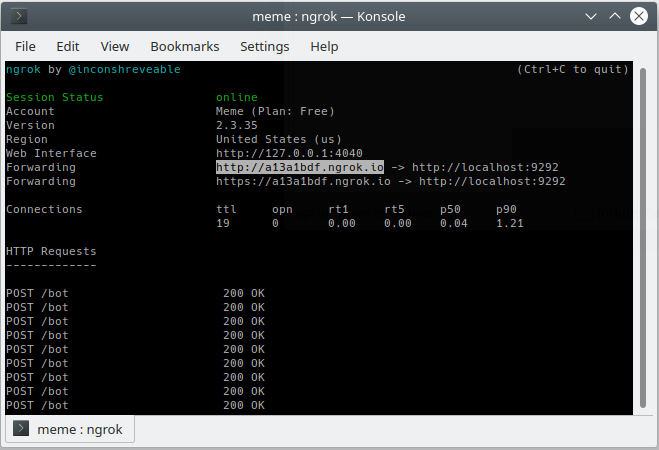 meme : ngrok — Konsole
File Edit View Bookmarks Settings Help
ngrok by @inconshreveable (Ctrl+C to quit)
Session Status online
Account Meme (Plan: Free)
Version 2.3.35
Region United States (us)
Web Interface http://127.0.0.1:4040
Forwarding http://a13a1bdf.ngrok.io -> http://localhost:9292
Forwarding https://a13a1bdf.ngrok.io -> http://localhost:9292
Connections ttl opn rt1 rt5 p50 p90
19 0 0.00 0.00 0.04 1.21
HTTP Requests
-------------
POST /bot 200 OK
POST /bot 200 OK
POST /bot 200 OK
POST /bot 200 OK
POST /bot 200 OK
POST /bot 200 OK
POST /bot 200 OK
POST /bot 200 OK
POST /bot 200 OK
meme : ngrok